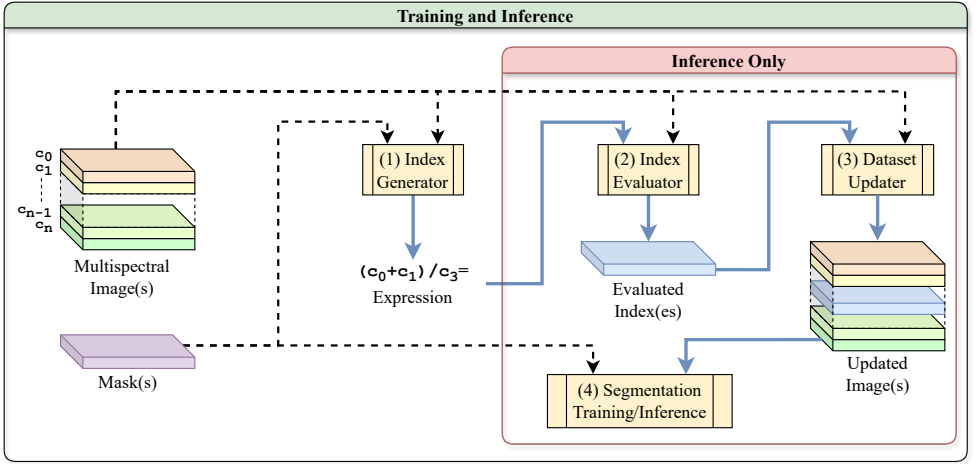 Training and Inference
Inference Only
c0
c1
cn-1
cn
Multispectral
Image(s)
Mask(s)
(1) Index
Generator
(c0+c1)/c3=
Expression
(2) Index
Evaluator
Evaluated
Index(es)
(3) Dataset
Updater
Updated
Image(s)
(4) Segmentation
Training/Inference